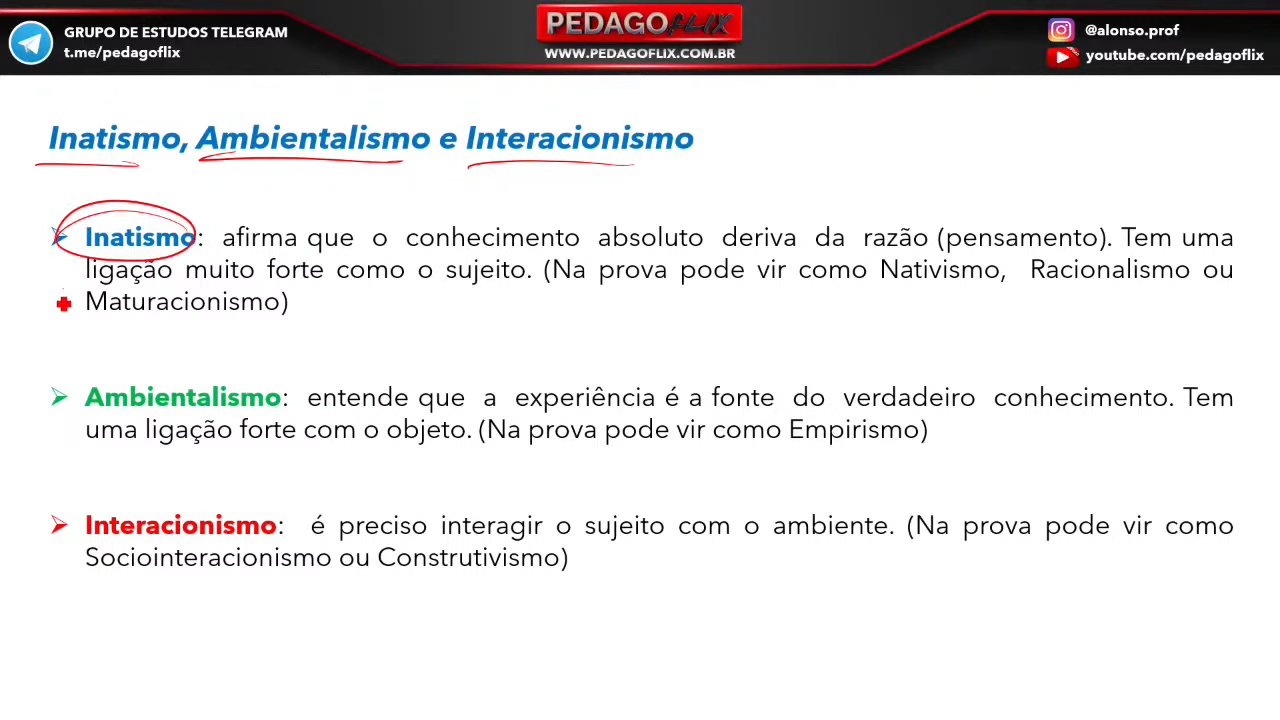 GRUPO DE ESTUDOS TELEGRAM
t.me/pedagoflix
PEDAGOFLIX
WWW.PEDAGOFLIX.COM.BR
@alonso.prof
youtube.com/pedagoflix
Inatismo, Ambientalismo e Interacionismo
Inatismo: afirma que o conhecimento absoluto deriva da razão (pensamento). Tem uma
ligação muito forte como o sujeito. (Na prova pode vir como Nativismo, Racionalismo ou
Maturacionismo)
Ambientalismo: entende que a experiência é a fonte do verdadeiro conhecimento. Tem
uma ligação forte com o objeto. (Na prova pode vir como Empirismo)
Interacionismo: é preciso interagir o sujeito com o ambiente. (Na prova pode vir como
Sociointeracionismo ou Construtivismo)